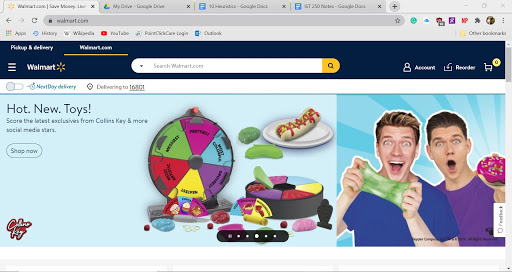 Walmart.com | Save Money. Live
My Drive - Google Drive
10 Heuristics - Google Docs
IST 250 Notes - Google Docs
walmart.com
Apps
History
Wikipedia
YouTube
PointClickCare Login
Outlook
Other bookmarks
Pickup & delivery
Walmart.com
Walmart
Search Walmart.com
Account
Reorder
0
NextDay delivery
Delivering to 16801
Hot. New. Toys!
Score the latest exclusives from Collins Key & more
social media stars.
Shop now
Collins
Key
Feedback